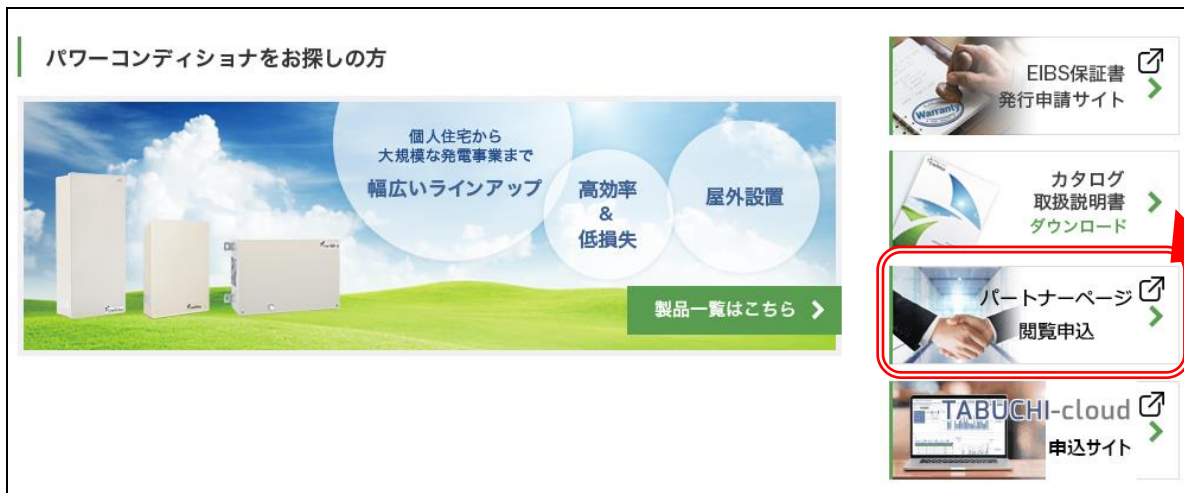 パワーコンディショナをお探しの方
個人住宅から
大規模な発電事業まで
幅広いラインアップ
高効率
&
低損失
屋外設置
製品一覧はこちら
EIBS保証書
発行申請サイト
Warranty
カタログ
取扱説明書
ダウンロード
パートナーページ
閲覧申込
TABUCHI-cloud
申込サイト